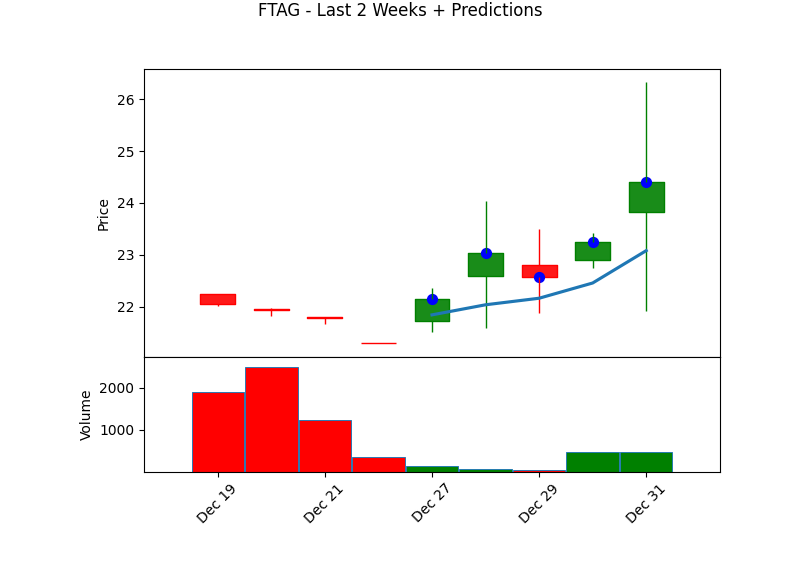 FTAG - Last 2 Weeks + Predictions
26
25
24
23
22
Price
2000
1000
Volume
Dec 19
Dec 21
Dec 27
Dec 29
Dec 31